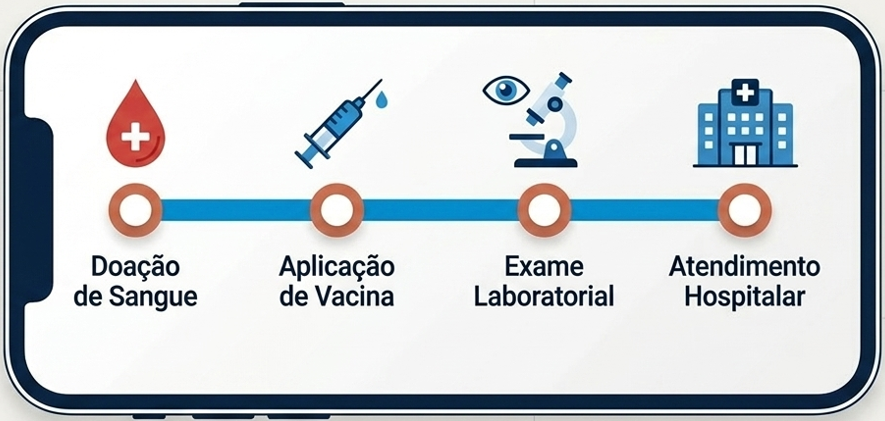 Doação
de Sangue
Aplicação
de Vacina
Exame
Laboratorial
Atendimento
Hospitalar